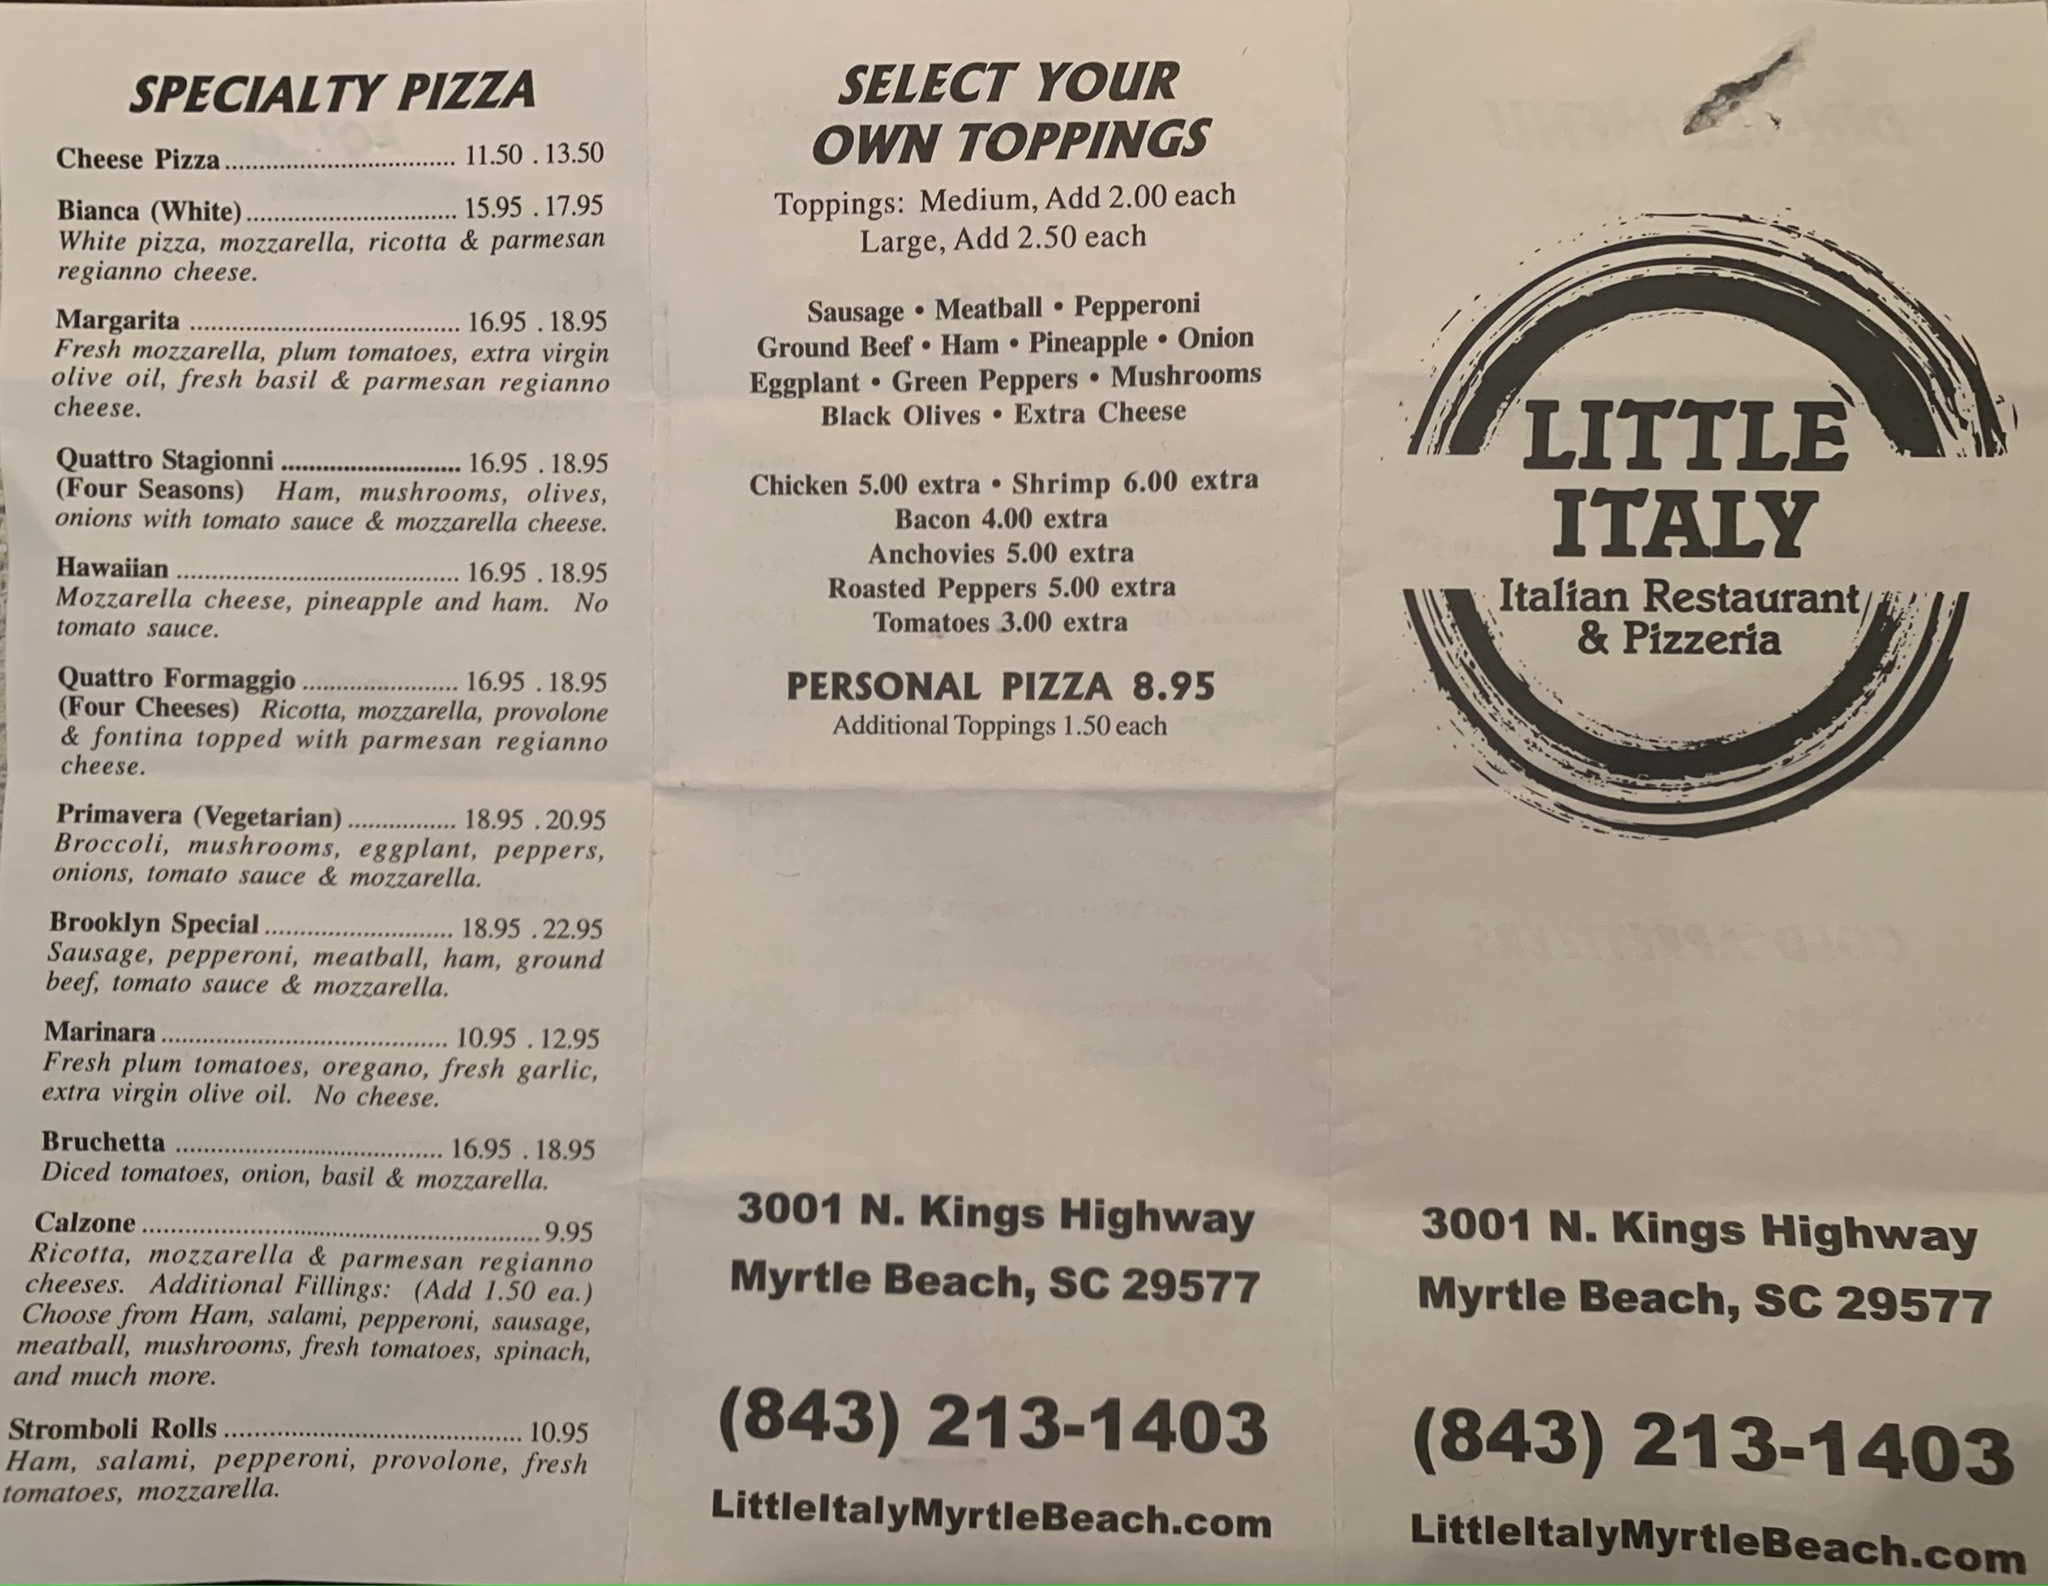 SPECIALTY PIZZA
Cheese Pizza.................................. 11.50 . 13.50
Bianca (White)............................... 15.95 . 17.95
White pizza, mozzarella, ricotta & parmesan
regianno cheese.
Margarita ........................................ 16.95 . 18.95
Fresh mozzarella, plum tomatoes, extra virgin
olive oil, fresh basil & parmesan regianno
cheese.
Quattro Stagionni .......................... 16.95 . 18.95
(Four Seasons) Ham, mushrooms, olives,
onions with tomato sauce & mozzarella cheese.
Hawaiian ......................................... 16.95 . 18.95
Mozzarella cheese, pineapple and ham. No
tomato sauce.
Quattro Formaggio ....................... 16.95 . 18.95
(Four Cheeses) Ricotta, mozzarella, provolone
& fontina topped with parmesan regianno
cheese.
Primavera (Vegetarian) ................ 18.95 . 20.95
Broccoli, mushrooms, eggplant, peppers,
onions, tomato sauce & mozzarella.
Brooklyn Special ........................... 18.95 . 22.95
Sausage, pepperoni, meatball, ham, ground
beef, tomato sauce & mozzarella.
Marinara .......................................... 10.95 . 12.95
Fresh plum tomatoes, oregano, fresh garlic,
extra virgin olive oil. No cheese.
Bruchetta ....................................... 16.95 . 18.95
Diced tomatoes, onion, basil & mozzarella.
Calzone ...........................................................9.95
Ricotta, mozzarella & parmesan regianno
cheeses. Additional Fillings: (Add 1.50 ea.)
Choose from Ham, salami, pepperoni, sausage,
meatball, mushrooms, fresh tomatoes, spinach,
and much more.
Stromboli Rolls ............................................ 10.95
Ham, salami, pepperoni, provolone, fresh
tomatoes, mozzarella.
SELECT YOUR
OWN TOPPINGS
Toppings: Medium, Add 2.00 each
Large, Add 2.50 each
Sausage • Meatball • Pepperoni
Ground Beef • Ham • Pineapple • Onion
Eggplant • Green Peppers • Mushrooms
Black Olives • Extra Cheese
Chicken 5.00 extra • Shrimp 6.00 extra
Bacon 4.00 extra
Anchovies 5.00 extra
Roasted Peppers 5.00 extra
Tomatoes 3.00 extra
PERSONAL PIZZA 8.95
Additional Toppings 1.50 each
3001 N. Kings Highway
Myrtle Beach, SC 29577
(843) 213-1403
LittleItalyMyrtleBeach.com
LITTLE
ITALY
Italian Restaurant
& Pizzeria
3001 N. Kings Highway
Myrtle Beach, SC 29577
(843) 213-1403
LittleItalyMyrtleBeach.com